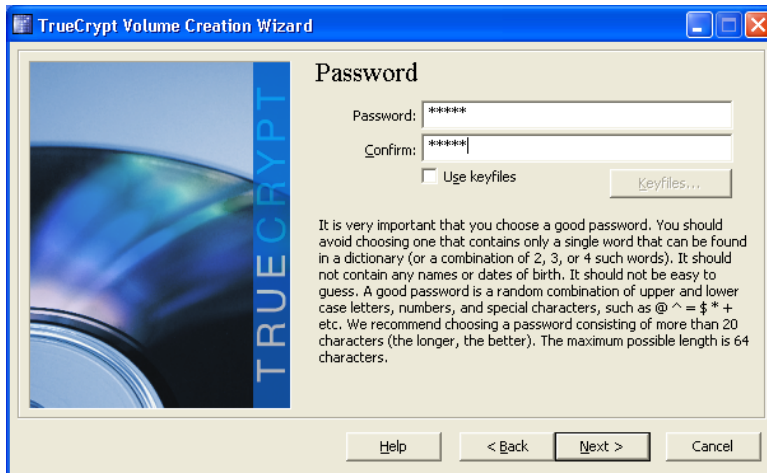 TrueCrypt Volume Creation Wizard
TRUECRYPT
Password
Password: *****
Confirm: *****
Use keyfiles
Keyfiles...
It is very important that you choose a good password. You should
avoid choosing one that contains only a single word that can be found
in a dictionary (or a combination of 2, 3, or 4 such words). It should
not contain any names or dates of birth. It should not be easy to
guess. A good password is a random combination of upper and lower
case letters, numbers, and special characters, such as @ ^ = $ * +
etc. We recommend choosing a password consisting of more than 20
characters (the longer, the better). The maximum possible length is 64
characters.
Help < Back Next > Cancel